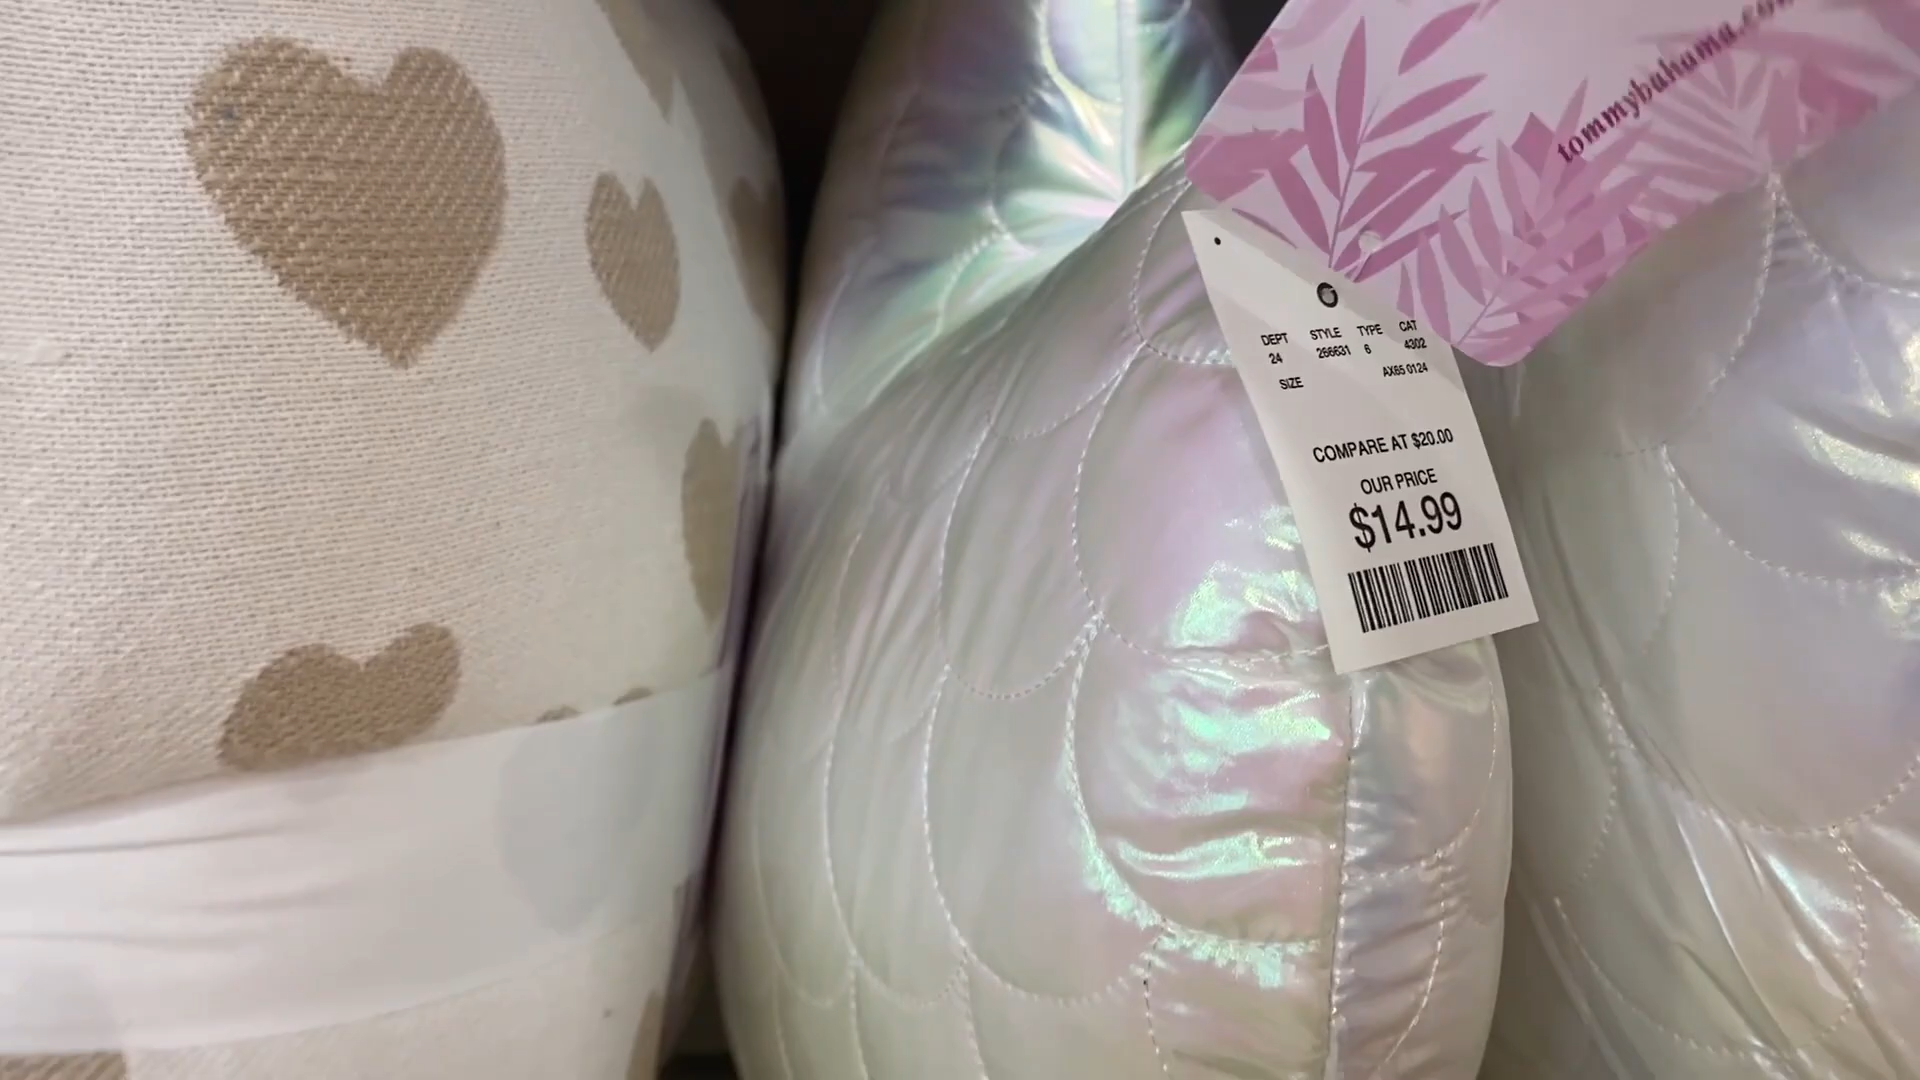 tommybahama.com
DEPT STYLE TYPE CAT
24 266631 6 4302
SIZE AX65 0124
COMPARE AT $20.00
OUR PRICE
$14.99